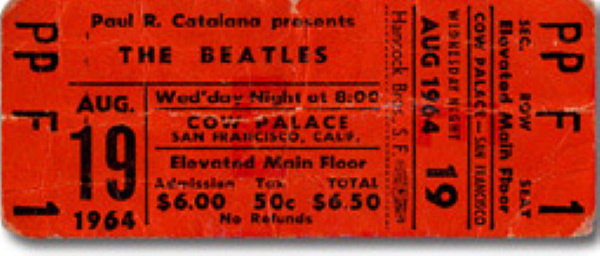 PP F 1
Paul R. Catalana presents
THE BEATLES
AUG.
19
1964
Wed'day Night at 8:00
COW PALACE
SAN FRANCISCO, CALIF.
Elevated Main Floor
Admission Tax TOTAL
$6.00 50c $6.50
No Refunds
Hancock Bros. S.F.
AUG 1964 19
WEDNESDAY NIGHT
COW PALACE — SAN FRANCISCO
Elevated Main Floor
SEC. ROW SEAT
PP F 1